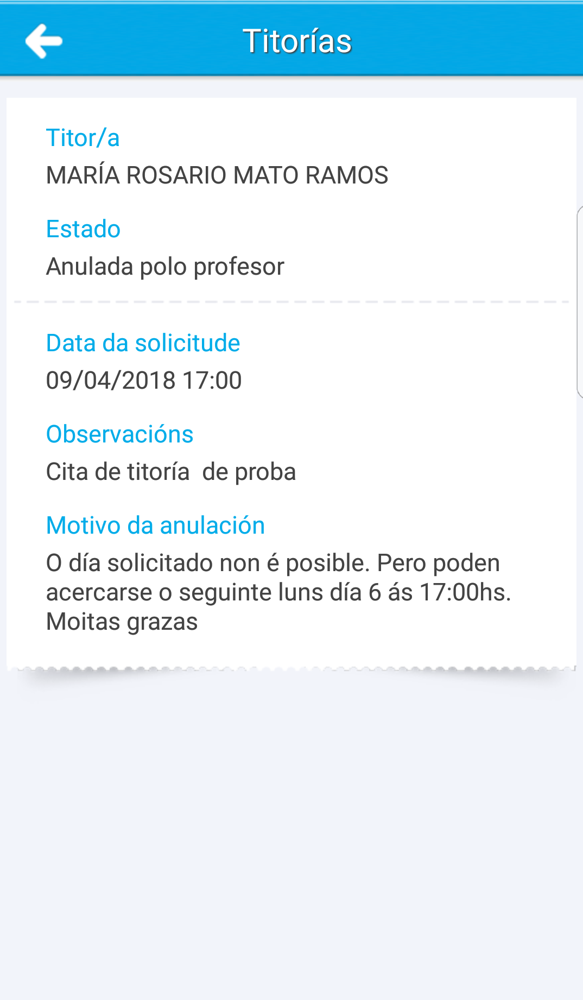 Titorías
Titor/a
MARÍA ROSARIO MATO RAMOS
Estado
Anulada polo profesor
Data da solicitude
09/04/2018 17:00
Observacións
Cita de titoría  de proba
Motivo da anulación
O día solicitado non é posible. Pero poden
acercarse o seguinte luns día 6 ás 17:00hs.
Moitas grazas